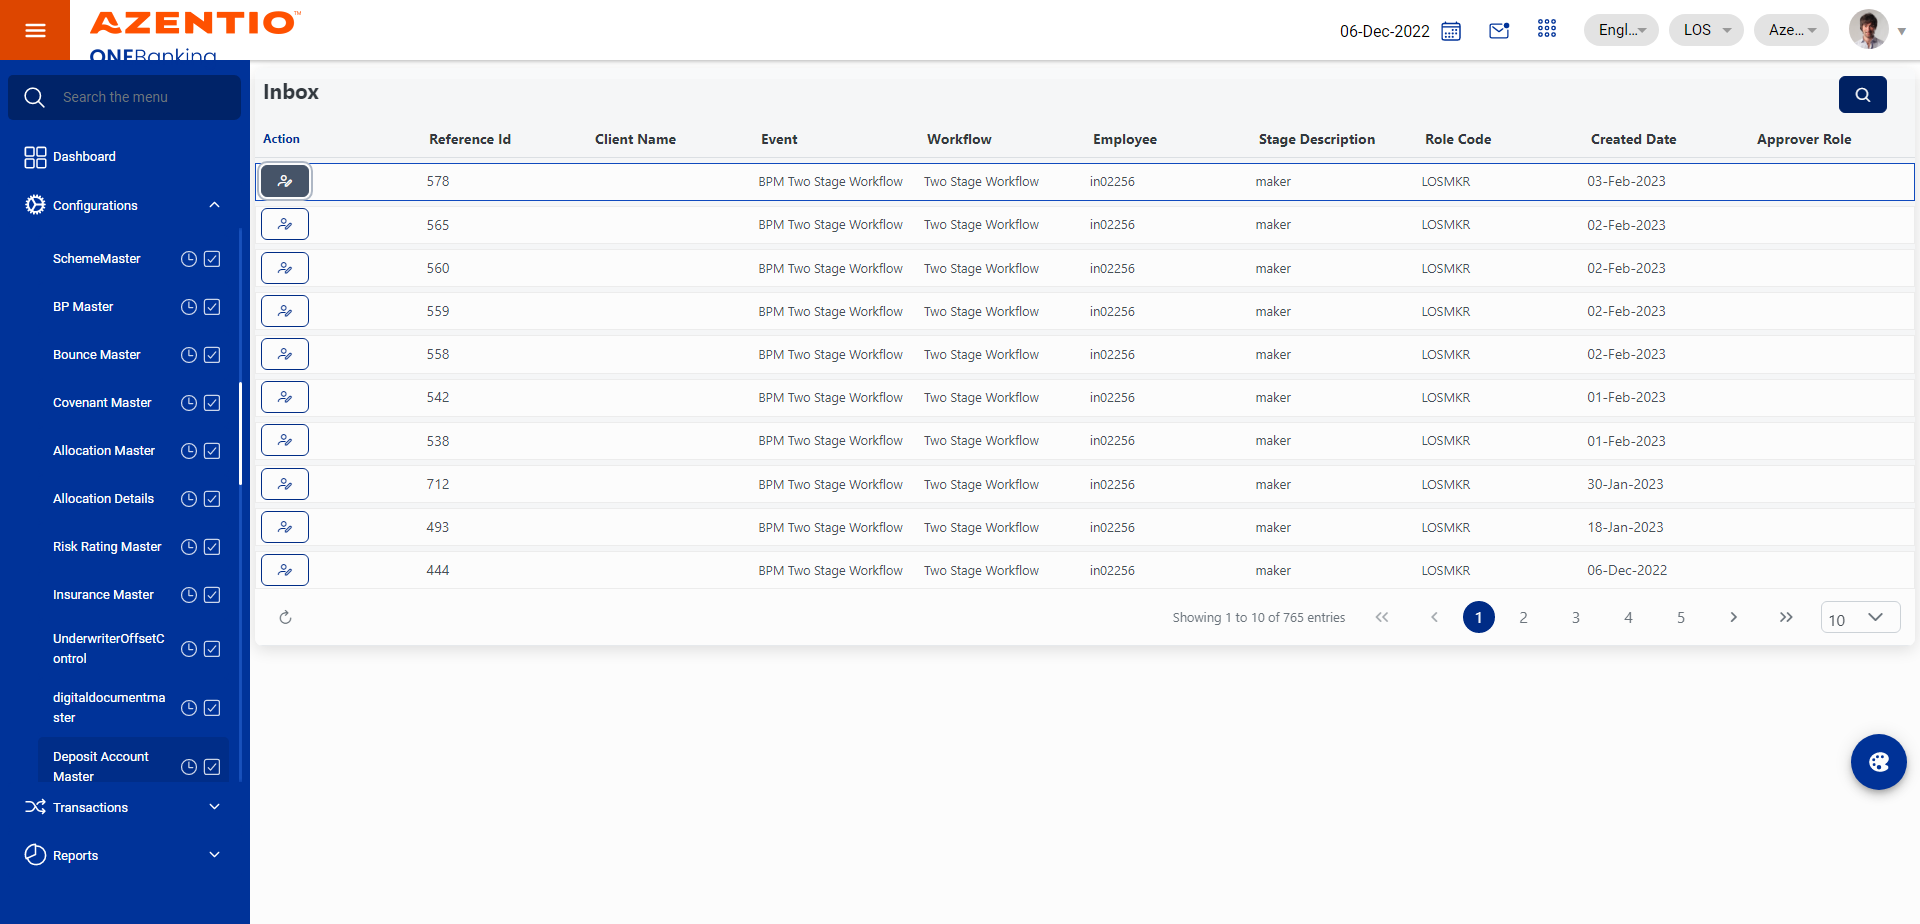 AZENTIO™
ONEBanking
06-Dec-2022
Engl...
LOS
Aze...
Search the menu
Dashboard
Configurations
SchemeMaster
BP Master
Bounce Master
Covenant Master
Allocation Master
Allocation Details
Risk Rating Master
Insurance Master
UnderwriterOffsetC
ontrol
digitaldocumentma
ster
Deposit Account
Master
Transactions
Reports
Inbox
Action Reference Id Client Name Event Workflow Employee Stage Description Role Code Created Date Approver Role
578 BPM Two Stage Workflow Two Stage Workflow in02256 maker LOSMKR 03-Feb-2023
565 BPM Two Stage Workflow Two Stage Workflow in02256 maker LOSMKR 02-Feb-2023
560 BPM Two Stage Workflow Two Stage Workflow in02256 maker LOSMKR 02-Feb-2023
559 BPM Two Stage Workflow Two Stage Workflow in02256 maker LOSMKR 02-Feb-2023
558 BPM Two Stage Workflow Two Stage Workflow in02256 maker LOSMKR 02-Feb-2023
542 BPM Two Stage Workflow Two Stage Workflow in02256 maker LOSMKR 01-Feb-2023
538 BPM Two Stage Workflow Two Stage Workflow in02256 maker LOSMKR 01-Feb-2023
712 BPM Two Stage Workflow Two Stage Workflow in02256 maker LOSMKR 30-Jan-2023
493 BPM Two Stage Workflow Two Stage Workflow in02256 maker LOSMKR 18-Jan-2023
444 BPM Two Stage Workflow Two Stage Workflow in02256 maker LOSMKR 06-Dec-2022
Showing 1 to 10 of 765 entries 1 2 3 4 5 10